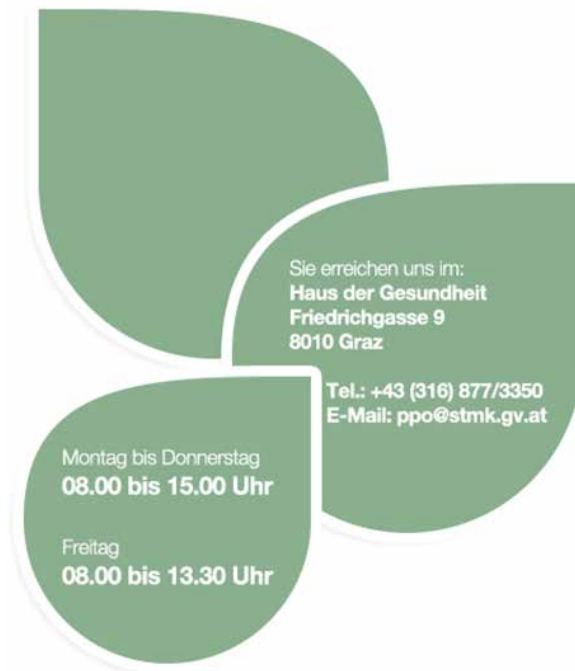 Sie erreichen uns im:
Haus der Gesundheit
Friedrichgasse 9
8010 Graz
Tel.: +43 (316) 877/3350
E-Mail: ppo@stmk.gv.at
Montag bis Donnerstag
08.00 bis 15.00 Uhr
Freitag
08.00 bis 13.30 Uhr